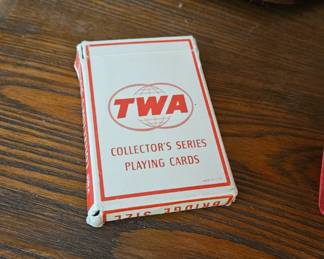 TWA
COLLECTOR'S SERIES
PLAYING CARDS
BRIDGE SIZE